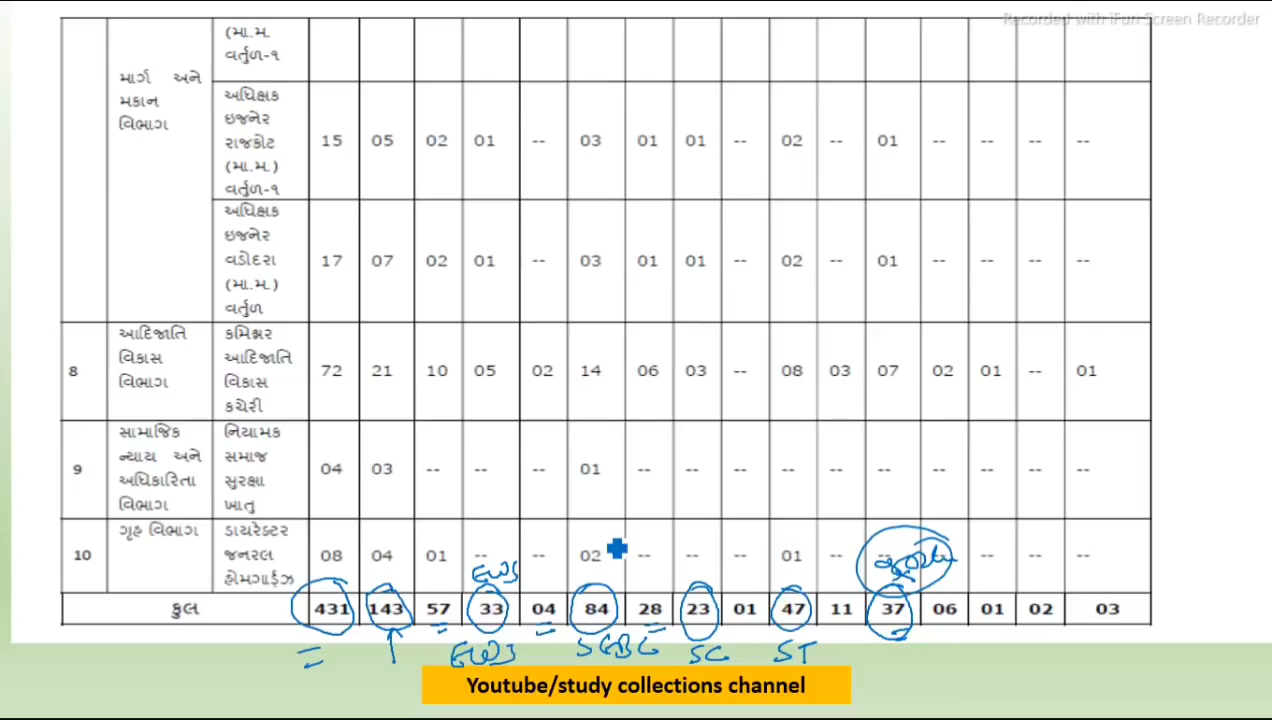 Recorded with iFun Screen Recorder
(મા.મ.
વર્તુળ-૧
માર્ગ અને
મકાન
વિભાગ
અધિક્ષક
ઇજનેર
રાજકોટ
(મા.મ.)
વર્તુળ-૧
15 05 02 01 -- 03 01 01 -- 02 -- 01 -- -- -- --
અધિક્ષક
ઇજનેર
વડોદરા
(મા.મ.)
વર્તુળ
17 07 02 01 -- 03 01 01 -- 02 -- 01 -- -- -- --
8
આદિજાતિ
વિકાસ
વિભાગ
કમિશ્નર
આદિજાતિ
વિકાસ
કચેરી
72 21 10 05 02 14 06 03 -- 08 03 07 02 01 -- 01
9
સામાજિક
ન્યાય અને
અધિકારિતા
વિભાગ
નિયામક
સમાજ
સુરક્ષા
ખાતુ
04 03 -- -- -- 01 -- -- -- -- -- -- -- -- -- --
10
ગૃહ વિભાગ
ડાયરેક્ટર
જનરલ
હોમગાર્ડઝ
08 04 01 -- -- 02 -- -- -- 01 -- -- -- -- -- --
EWS
કુલ 431 143 57 33 04 84 28 23 01 47 11 37 06 01 02 03
EWS SEBC SC ST
Youtube/study collections channel